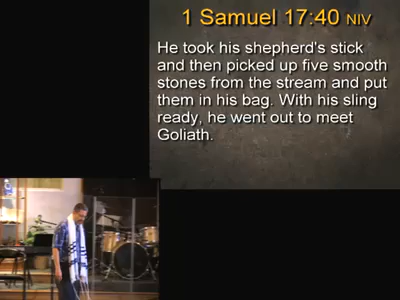 1 Samuel 17:40 NIV
He took his shepherd's stick
and then picked up five smooth
stones from the stream and put
them in his bag. With his sling
ready, he went out to meet
Goliath.